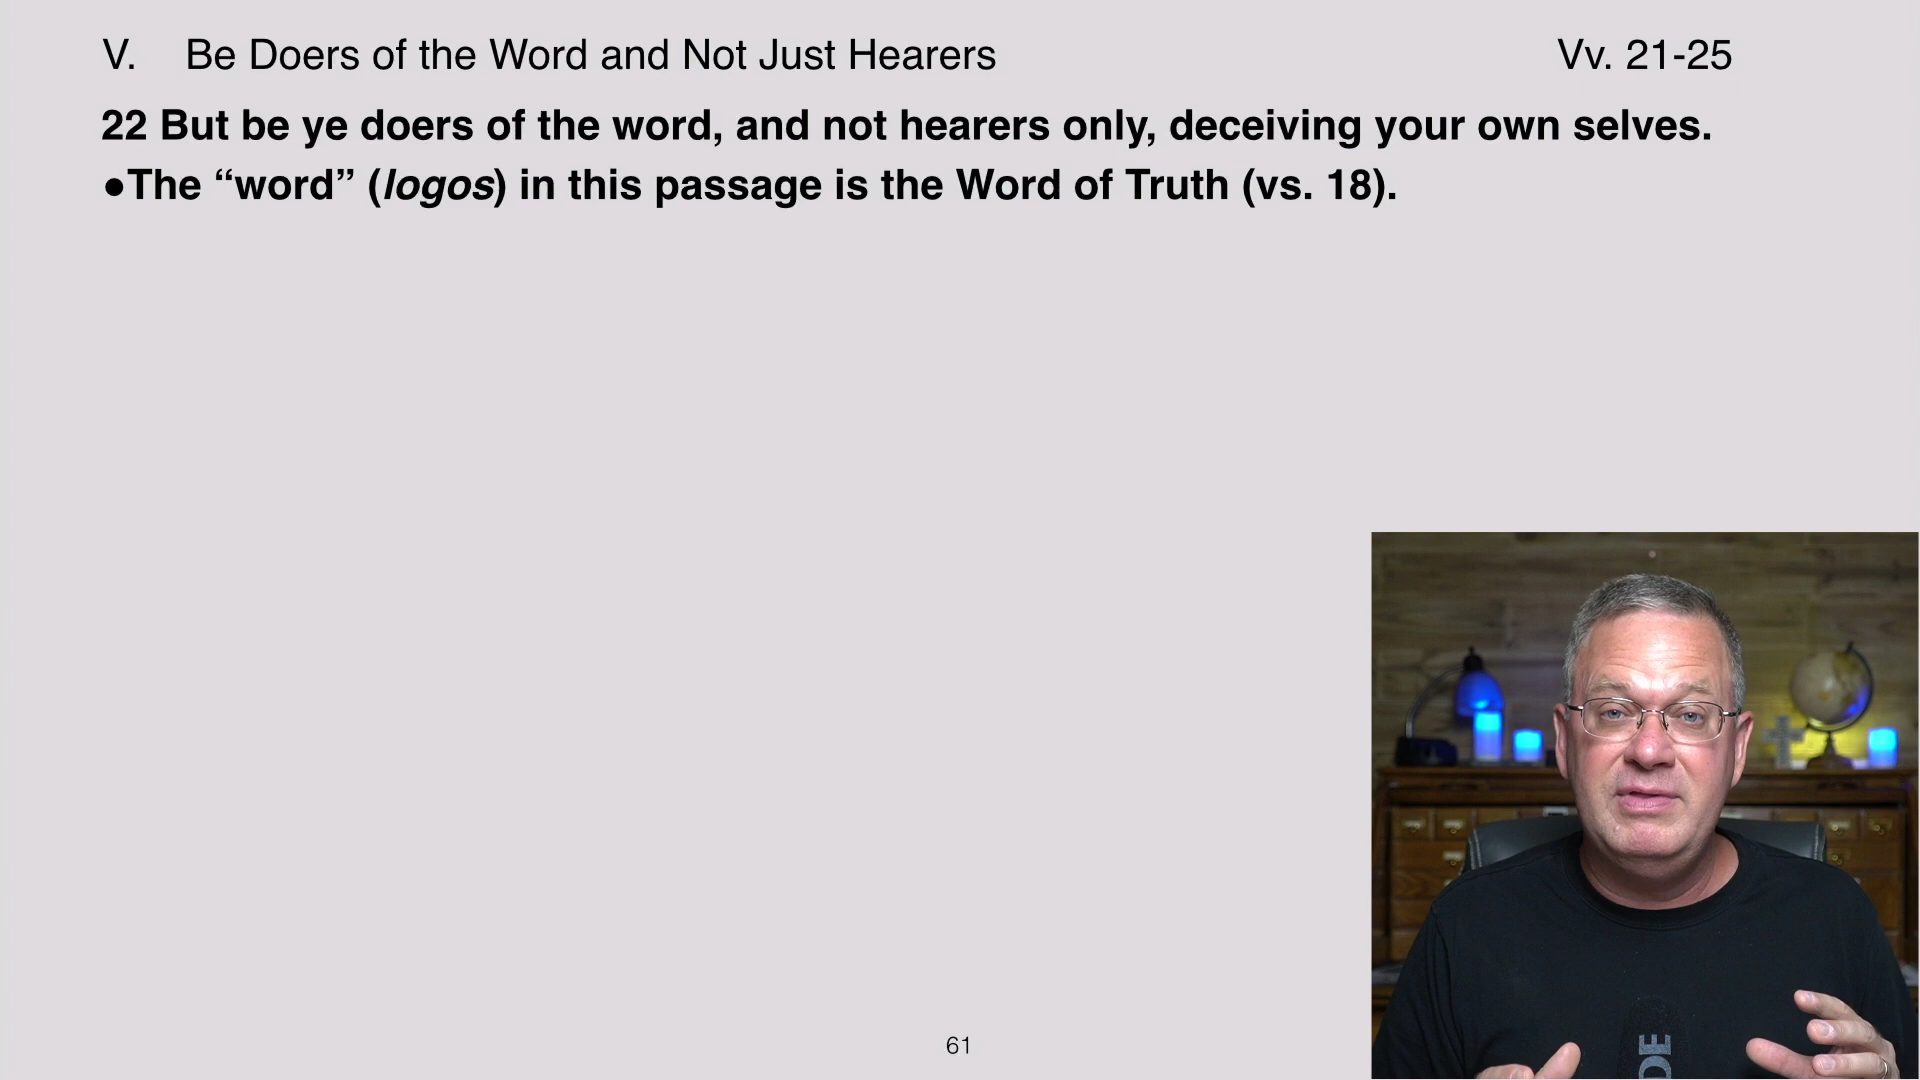 V. Be Doers of the Word and Not Just Hearers Vv. 21-25
22 But be ye doers of the word, and not hearers only, deceiving your own selves.
●The “word” (logos) in this passage is the Word of Truth (vs. 18).
DE
61